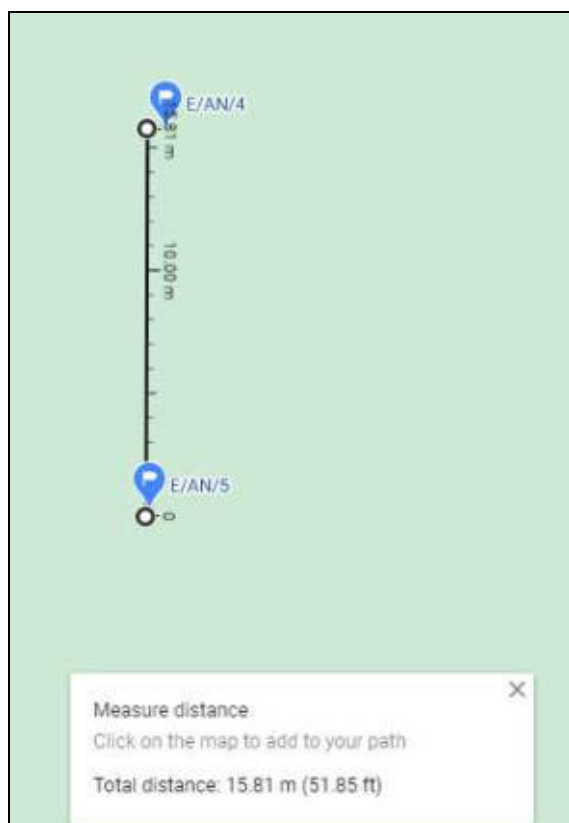 E/AN/4
15.81 m
10.00 m
E/AN/5
0
Measure distance
Click on the map to add to your path
Total distance: 15.81 m (51.85 ft)